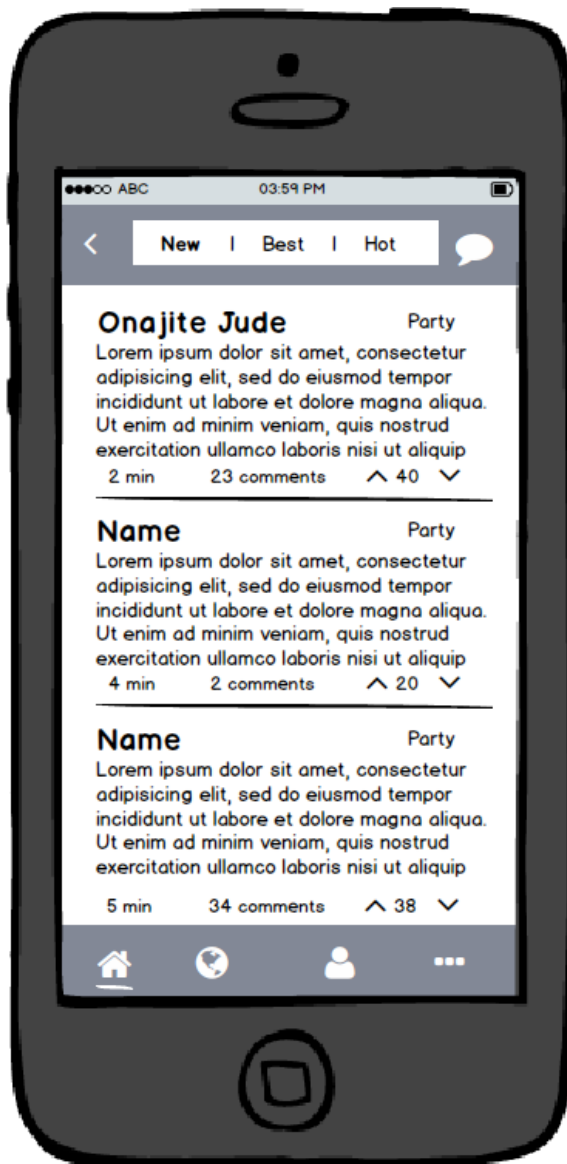 ABC 03:59 PM
New | Best | Hot
Onajite Jude Party
Lorem ipsum dolor sit amet, consectetur
adipisicing elit, sed do eiusmod tempor
incididunt ut labore et dolore magna aliqua.
Ut enim ad minim veniam, quis nostrud
exercitation ullamco laboris nisi ut aliquip
2 min 23 comments 40
Name Party
Lorem ipsum dolor sit amet, consectetur
adipisicing elit, sed do eiusmod tempor
incididunt ut labore et dolore magna aliqua.
Ut enim ad minim veniam, quis nostrud
exercitation ullamco laboris nisi ut aliquip
4 min 2 comments 20
Name Party
Lorem ipsum dolor sit amet, consectetur
adipisicing elit, sed do eiusmod tempor
incididunt ut labore et dolore magna aliqua.
Ut enim ad minim veniam, quis nostrud
exercitation ullamco laboris nisi ut aliquip
5 min 34 comments 38